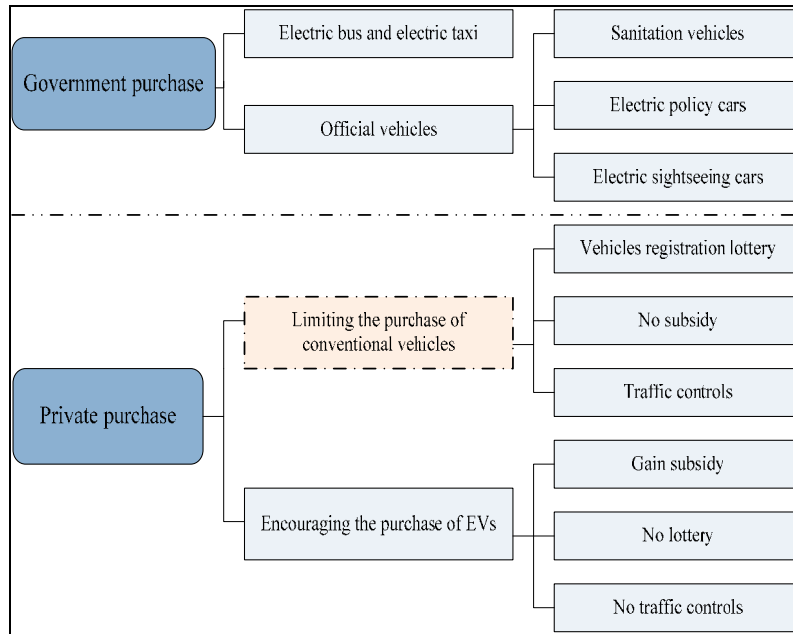 Government purchase
Electric bus and electric taxi
Official vehicles
Sanitation vehicles
Electric policy cars
Electric sightseeing cars
Private purchase
Limiting the purchase of
conventional vehicles
Vehicles registration lottery
No subsidy
Traffic controls
Encouraging the purchase of EVs
Gain subsidy
No lottery
No traffic controls